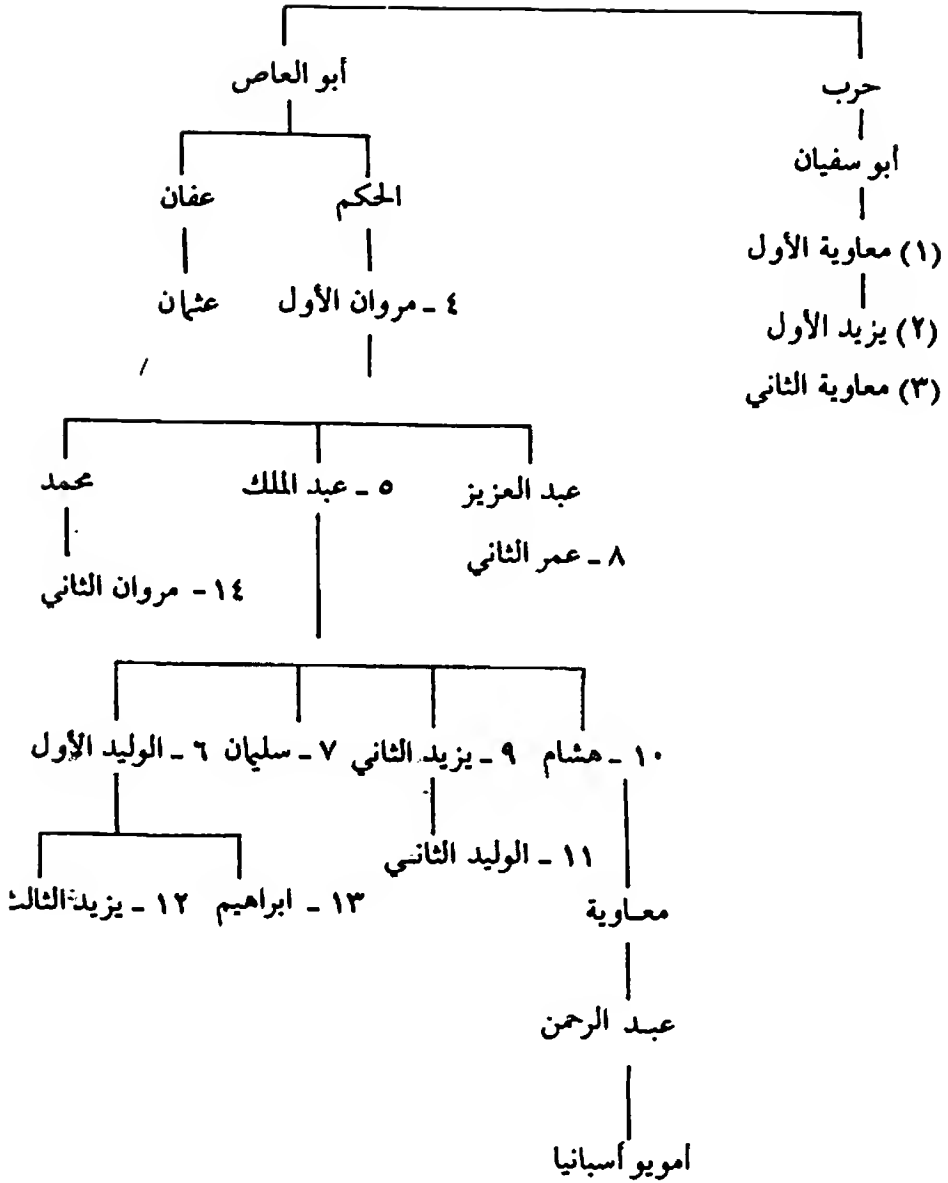 حرب
أبو العاص
أبو سفيان
الحكم
عفان
(١) معاوية الأول
٤ - مروان الأول
عثمان
(٢) يزيد الأول
(٣) معاوية الثاني
عبد العزيز
٥ - عبد الملك
محمد
٨ - عمر الثاني
١٤ - مروان الثاني
١٠ - هشام
٩ - يزيد الثاني
٧ - سليمان
٦ - الوليد الأول
١١ - الوليد الثاني
١٣ - ابراهيم
١٢ - يزيد الثالث
معاوية
عبد الرحمن
امويو أسبانيا